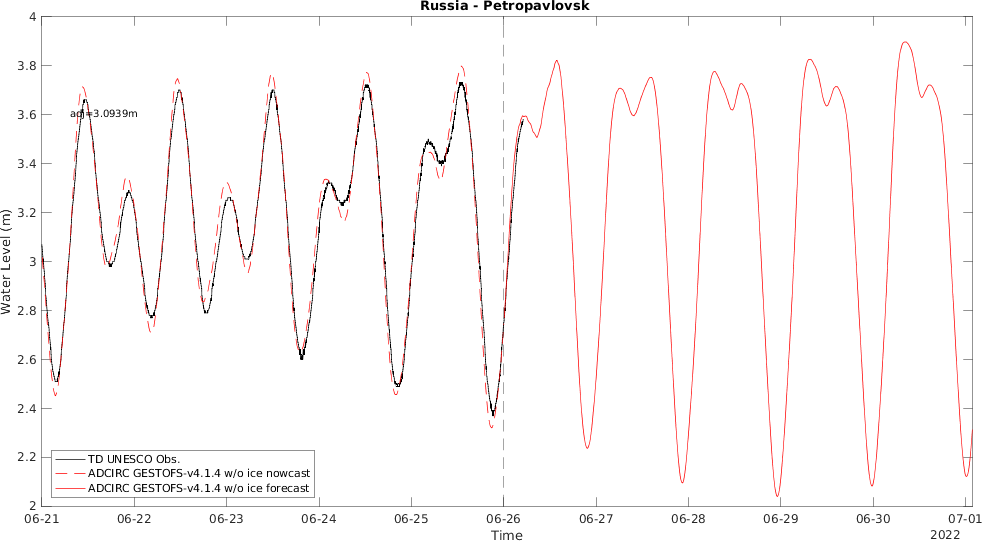 Russia - Petropavlovsk
4
3.8
3.6
3.4
3.2
3
2.8
2.6
2.4
2.2
2
Water Level (m)
adj=3.0939m
TD UNESCO Obs.
ADCIRC GESTOFS-v4.1.4 w/o ice nowcast
ADCIRC GESTOFS-v4.1.4 w/o ice forecast
06-21 06-22 06-23 06-24 06-25 06-26 06-27 06-28 06-29 06-30 07-01
Time
2022